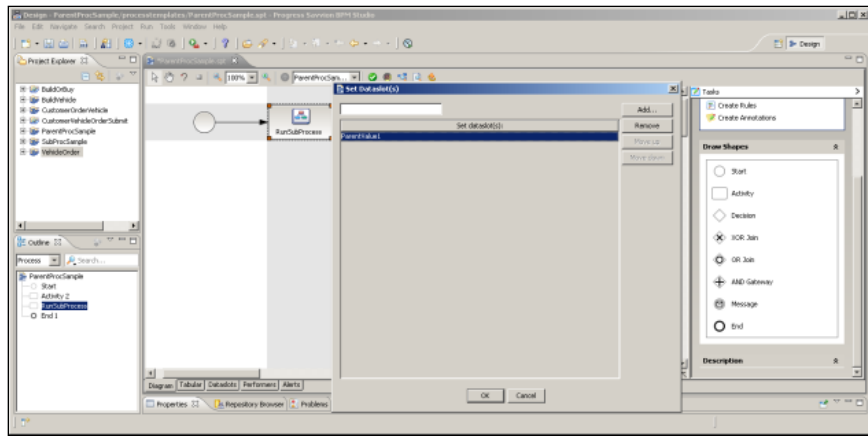 Design - ParentProcSample/processtemplates/ParentProcSample.spt - Progress Savvion BPM Studio
File Edit Navigate Search Project Run Tools Window Help
Design
Project Explorer
*ParentProcSample.spt
100%
ParentProcSam...
BuildOrBuy
BuildVehicle
CustomerOrderVehicle
CustomerVehicleOrderSubmit
ParentProcSample
SubProcSample
VehicleOrder
RunSubProcess
Set Dataslot(s)
Add...
Set dataslot(s):
Remove
ParentValue1
Move up
Move down
OK
Cancel
Outline
Process
Search...
ParentProcSample
Start
Activity 2
RunSubProcess
End 1
Tasks
Create Rules
Create Annotations
Draw Shapes
Start
Activity
Decision
XOR Join
OR Join
AND Gateway
Message
End
Description
Diagram Tabular Dataslots Performers Alerts
Properties Repository Browser Problems